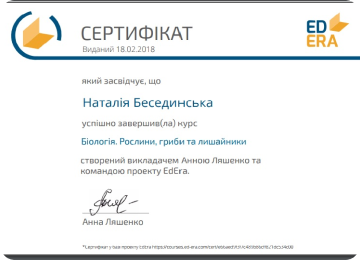 СЕРТИФІКАТ
Виданий 18.02.2018
ED
ERA
який засвідчує, що
Наталія Бесединська
успішно завершив(ла) курс
Біологія. Рослини, гриби та лишайники
створений викладачем Анною Ляшенко та
командою проекту EdEra.
Анна Ляшенко